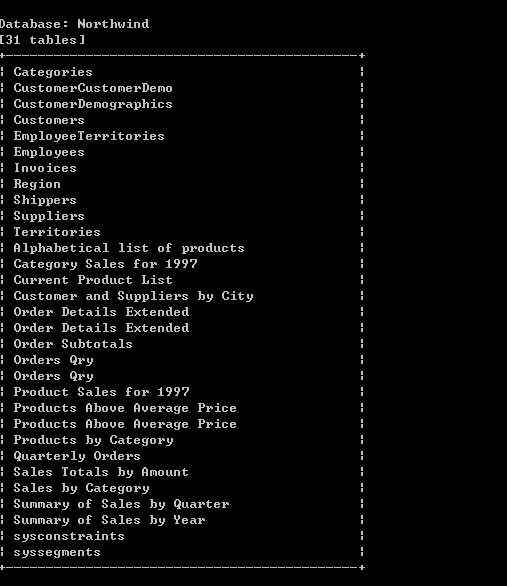 Database: Northwind
[31 tables]
+-------------------------------------------+
¦ Categories ¦
¦ CustomerCustomerDemo ¦
¦ CustomerDemographics ¦
¦ Customers ¦
¦ EmployeeTerritories ¦
¦ Employees ¦
¦ Invoices ¦
¦ Region ¦
¦ Shippers ¦
¦ Suppliers ¦
¦ Territories ¦
¦ Alphabetical list of products ¦
¦ Category Sales for 1997 ¦
¦ Current Product List ¦
¦ Customer and Suppliers by City ¦
¦ Order Details Extended ¦
¦ Order Details Extended ¦
¦ Order Subtotals ¦
¦ Orders Qry ¦
¦ Orders Qry ¦
¦ Product Sales for 1997 ¦
¦ Products Above Average Price ¦
¦ Products Above Average Price ¦
¦ Products by Category ¦
¦ Quarterly Orders ¦
¦ Sales Totals by Amount ¦
¦ Sales by Category ¦
¦ Summary of Sales by Quarter ¦
¦ Summary of Sales by Year ¦
¦ sysconstraints ¦
¦ syssegments ¦
+-------------------------------------------+